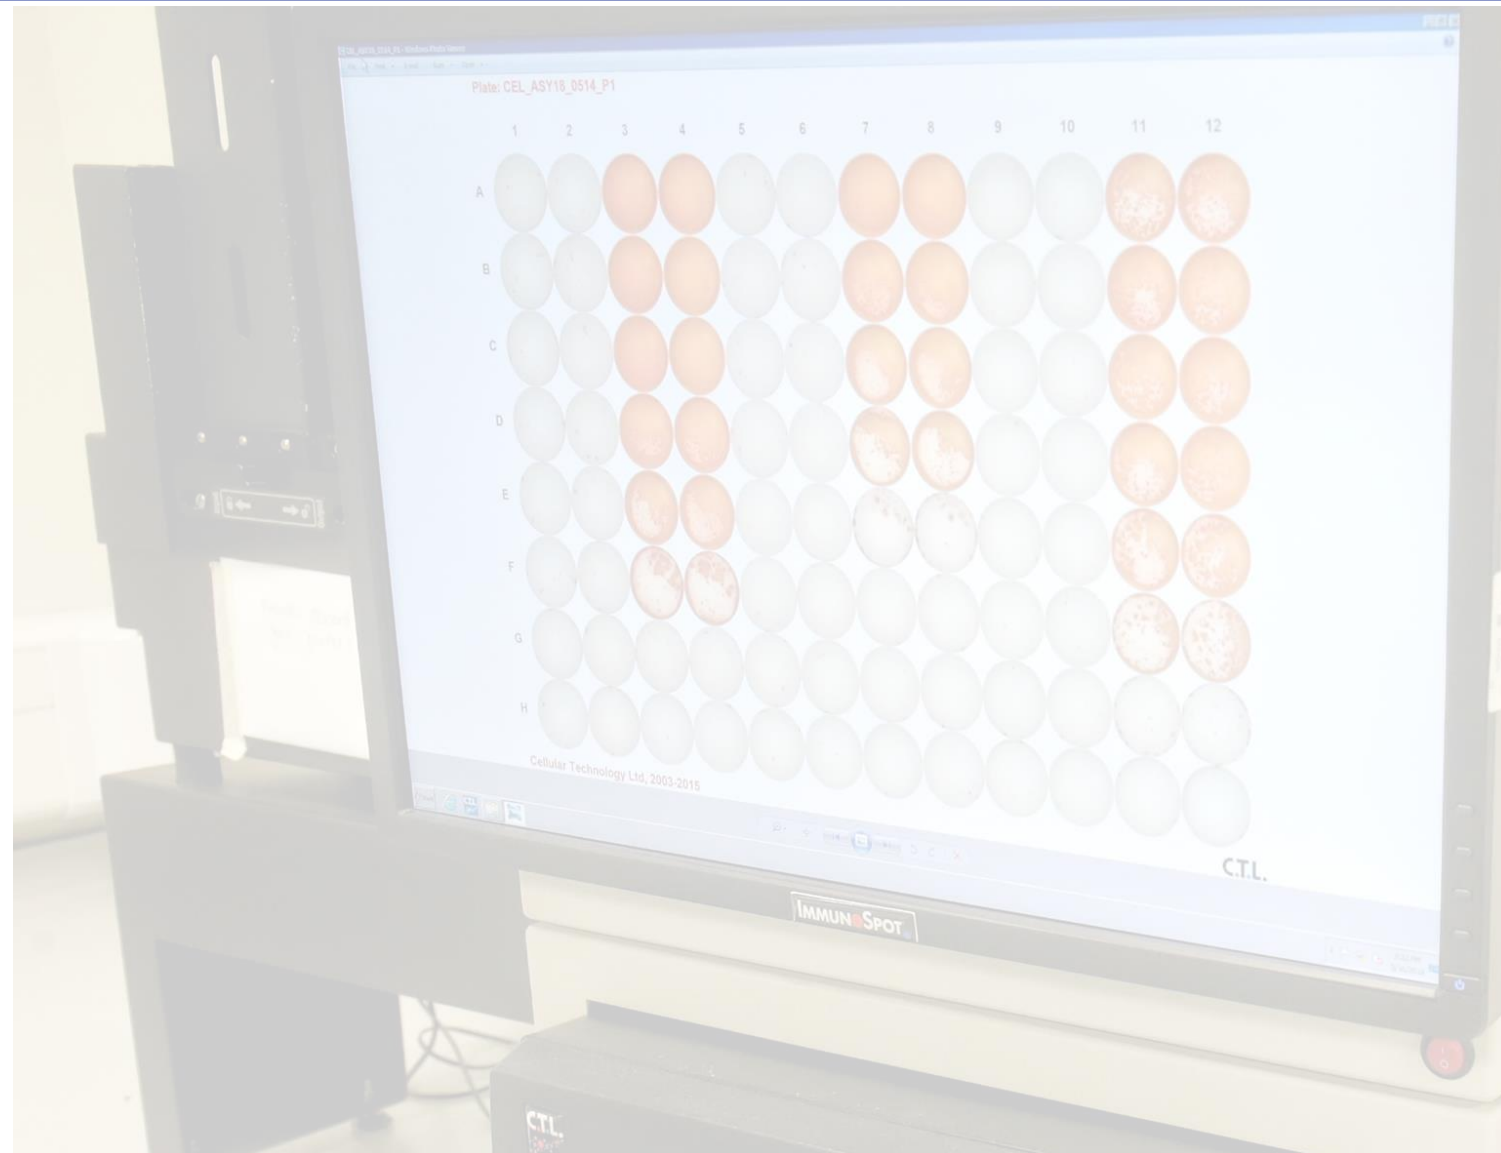 Plate: CEL_ASY18_0514_P1
1 2 3 4 5 6 7 8 9 10 11 12
A
B
C
D
E
F
G
H
Cellular Technology Ltd, 2003-2015
C.T.L.
IMMUNOSPOT
C.T.L.